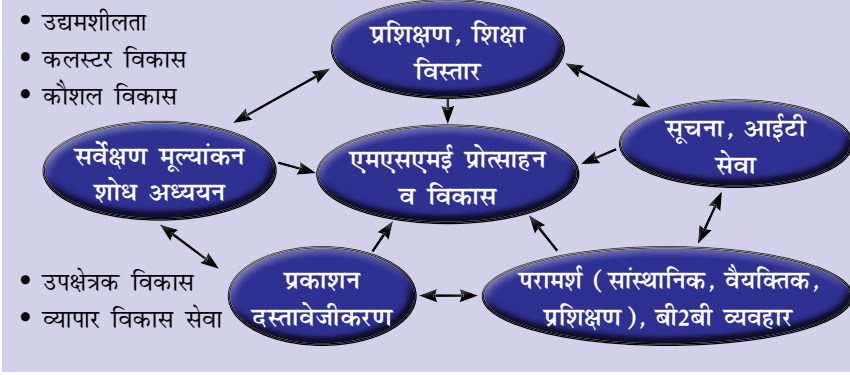 • उद्यमशीलता
• कलस्टर विकास
• कौशल विकास
प्रशिक्षण, शिक्षा
विस्तार
सर्वेक्षण मूल्यांकन
शोध अध्ययन
एमएसएमई प्रोत्साहन
व विकास
सूचना, आईटी
सेवा
• उपक्षेत्रक विकास
• व्यापार विकास सेवा
प्रकाशन
दस्तावेजीकरण
परामर्श ( सांस्थानिक, वैयक्तिक,
प्रशिक्षण ), बी2बी व्यवहार